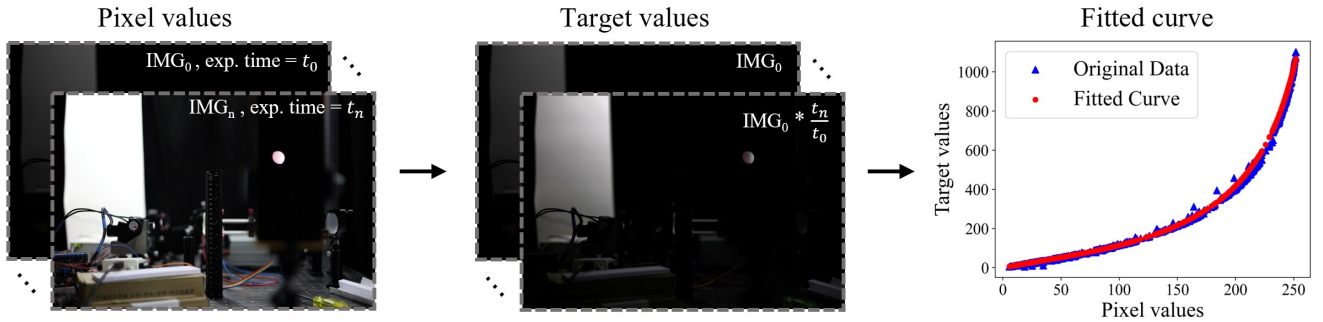 Pixel values
Target values
Fitted curve
IMG₀ , exp. time = t₀
IMGₙ , exp. time = tₙ
IMG₀
IMG₀ * tₙ/t₀
Original Data
Fitted Curve
Target values
1000
800
600
400
200
0
0 50 100 150 200 250
Pixel values